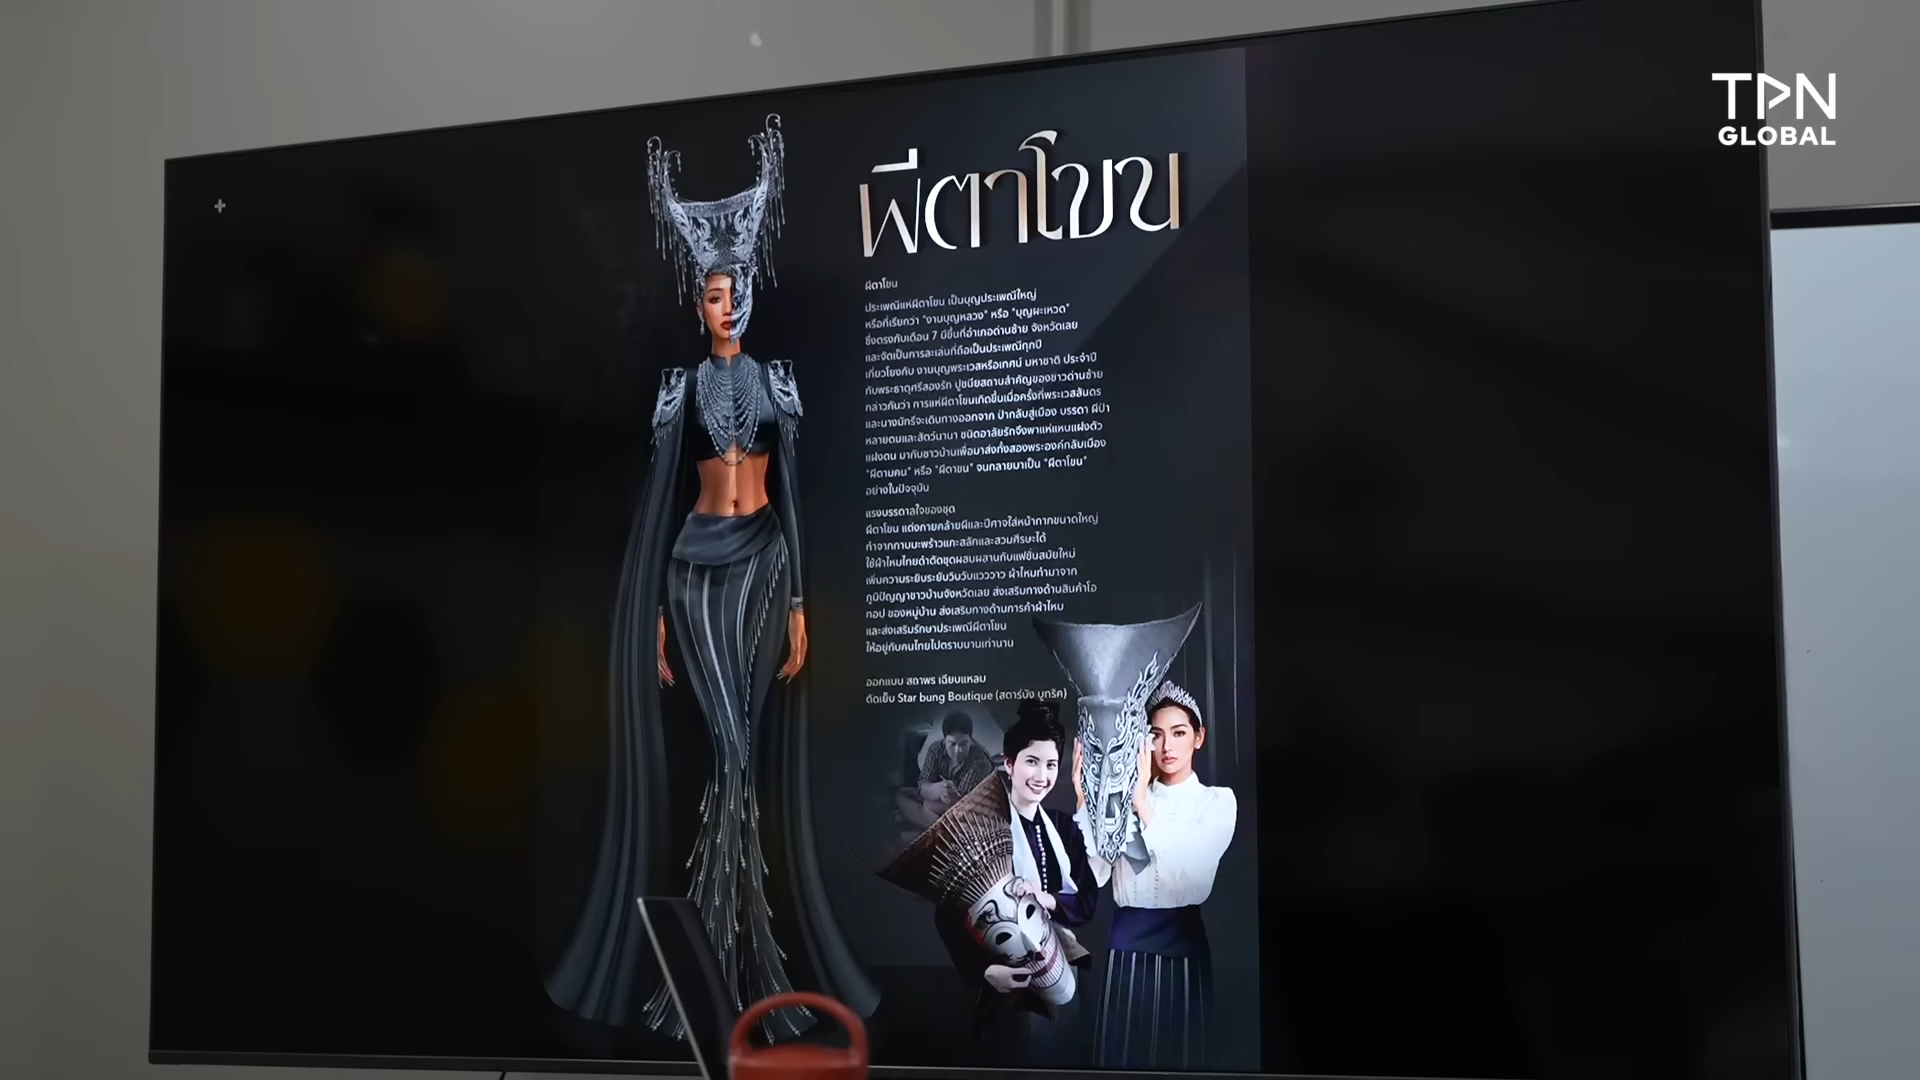 TPN
GLOBAL
ผีตาโขน
ผีตาโขน
ประเพณีแห่ผีตาโขน เป็นบุญประเพณีใหญ่
หรือที่เรียกว่า "งานบุญหลวง" หรือ "บุญผะเหวด"
ซึ่งตรงกับเดือน 7 มีขึ้นที่อำเภอด่านซ้าย จังหวัดเลย
และจัดเป็นการละเล่นที่ถือเป็นประเพณีทุกปี
เกี่ยวโยงกับ งานบุญพระเวสหรือเทศน์ มหาชาติ ประจำปี
กับพระธาตุศรีสองรัก ปูชนียสถานสำคัญของชาวด่านซ้าย
กล่าวกันว่า การแห่ผีตาโขนเกิดขึ้นเมื่อครั้งที่พระเวสสันดร
และนางมัทรีจะเดินทางออกจาก ป่ากลับสู่เมือง บรรดา ผีป่า
หลายตนและสัตว์นานา ชนิดอาลัยรักจึงพาแห่แหนแฝงตัว
แฝงตน มากับชาวบ้านเพื่อมาส่งทั้งสองพระองค์กลับเมือง
"ผีตามคน" หรือ "ผีตาขน" จนกลายมาเป็น "ผีตาโขน"
อย่างในปัจจุบัน
แรงบรรดาลใจของชุด
ผีตาโขน แต่งกายคล้ายผีและปีศาจใส่หน้ากากขนาดใหญ่
ทำจากกาบมะพร้าวแกะสลักและสวมศีรษะได้
ใช้ผ้าไหมไทยดำตัดชุดผสมผสานกับแฟชั่นสมัยใหม่
เพิ่มความระยิบระยับวิบวับแวววาว ผ้าไหมทำมาจาก
ภูมิปัญญาชาวบ้านจังหวัดเลย ส่งเสริมทางด้านสินค้าโอ
ทอป ของหมู่บ้าน ส่งเสริมทางด้านการค้าผ้าไหม
และส่งเสริมรักษาประเพณีผีตาโขน
ให้อยู่กับคนไทยไปตราบนานเท่านาน
ออกแบบ สถาพร เฉียบแหลม
ตัดเย็บ Star bung Boutique (สตาร์บัง บูทริค)